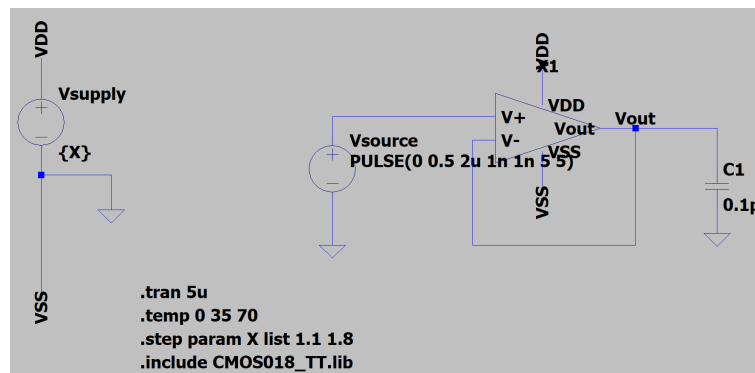 VDD
Vsupply
{X}
VSS
VDD
X1
VDD
V+
Vout
V-
VSS
VSS
Vout
Vsource
PULSE(0 0.5 2u 1n 1n 5 5)
C1
0.1p
.tran 5u
.temp 0 35 70
.step param X list 1.1 1.8
.include CMOS018_TT.lib